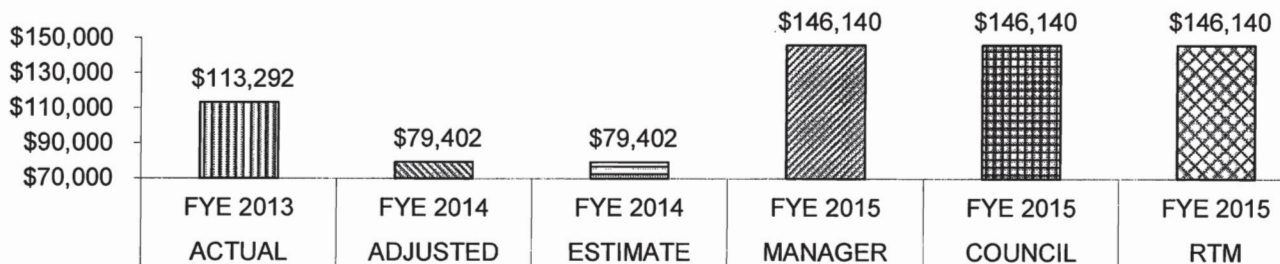 $146,140 $146,140 $146,140
$150,000
$130,000
$113,292
$110,000
$79,402 $79,402
$90,000
$70,000
FYE 2013 FYE 2014 FYE 2014 FYE 2015 FYE 2015 FYE 2015
ACTUAL ADJUSTED ESTIMATE MANAGER COUNCIL RTM